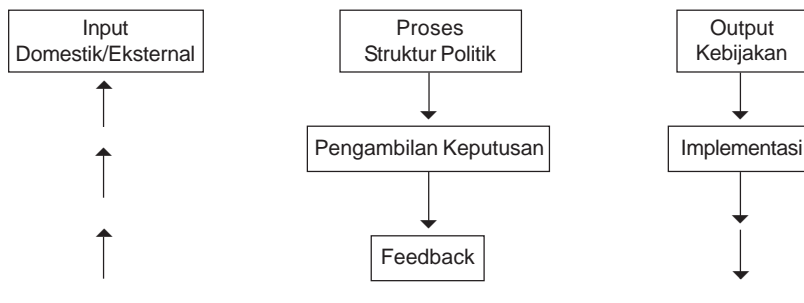 Input
Domestik/Eksternal
Proses
Struktur Politik
Output
Kebijakan
Pengambilan Keputusan
Implementasi
Feedback